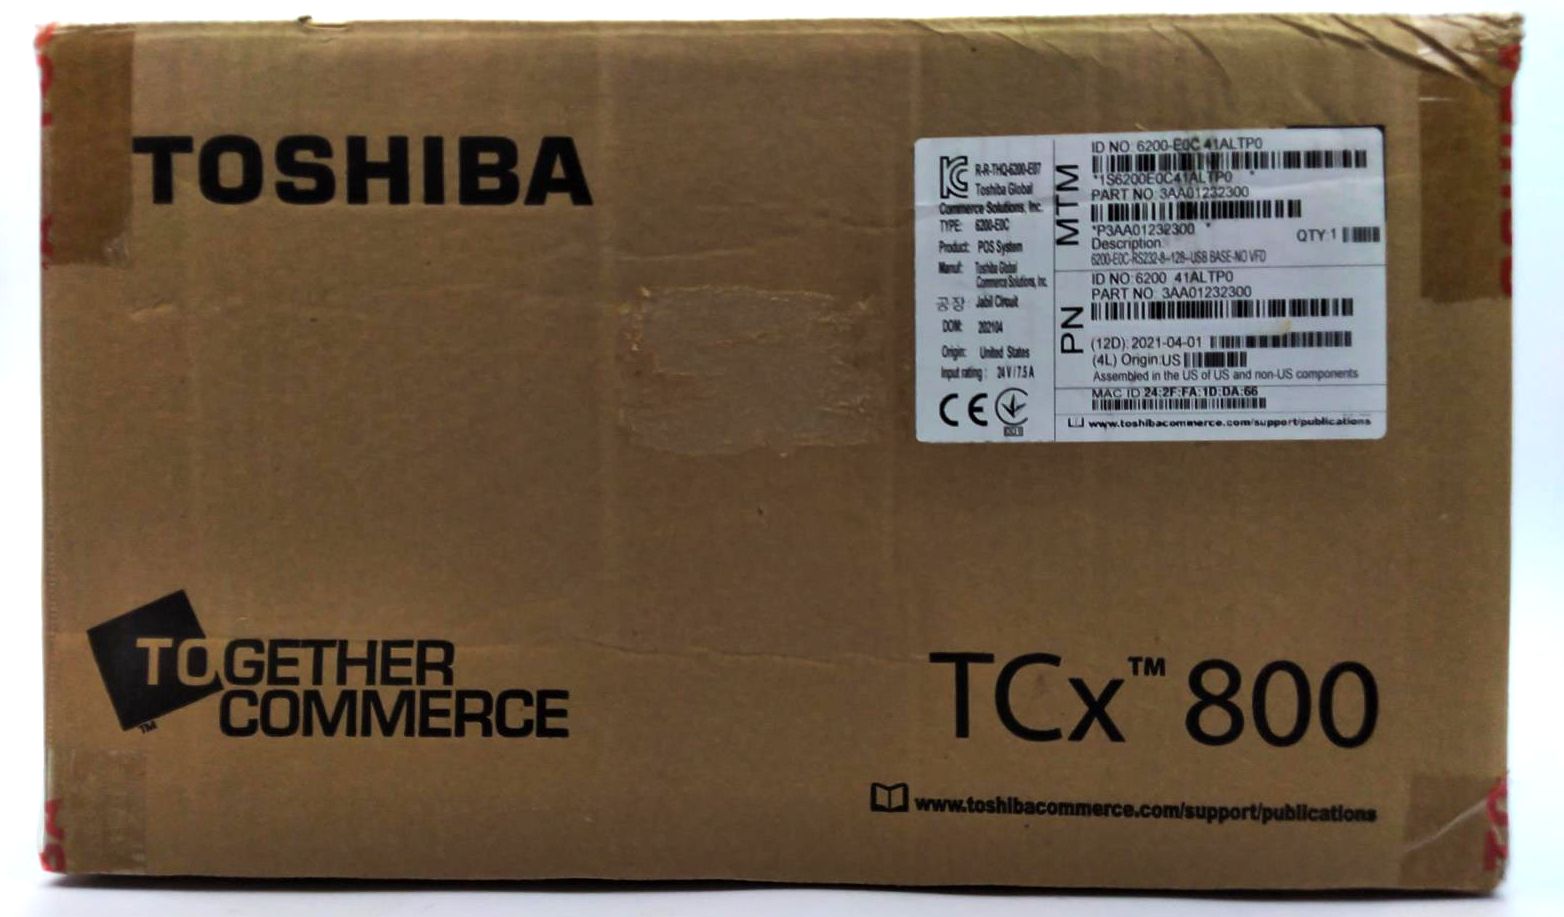 TOSHIBA
R-R-THQ-6200-E07
Toshiba Global
Commerce Solutions, Inc.
TYPE: 6200-E0C
Product: POS System
Manuf: Toshiba Global
Commerce Solutions, Inc.
공장: Jabil Circuit
DOM: 202104
Origin: United States
Input rating: 24 V / 7.5 A
CE
MTM
ID NO: 6200-E0C 41ALTP0
*1S6200E0C41ALTP0 *
PART NO: 3AA01232300
*P3AA01232300 *
QTY:1
Description
6200-E0C-RS232-8--128--USB BASE-NO VFD
PN
ID NO:6200 41ALTP0
PART NO: 3AA01232300
(12D): 2021-04-01
(4L) Origin:US
Assembled in the US of US and non-US components
MAC ID 24:2F:FA:1D:DA:66
www.toshibacommerce.com/support/publications
TOGETHER
COMMERCE
TM
TCx™ 800
www.toshibacommerce.com/support/publications